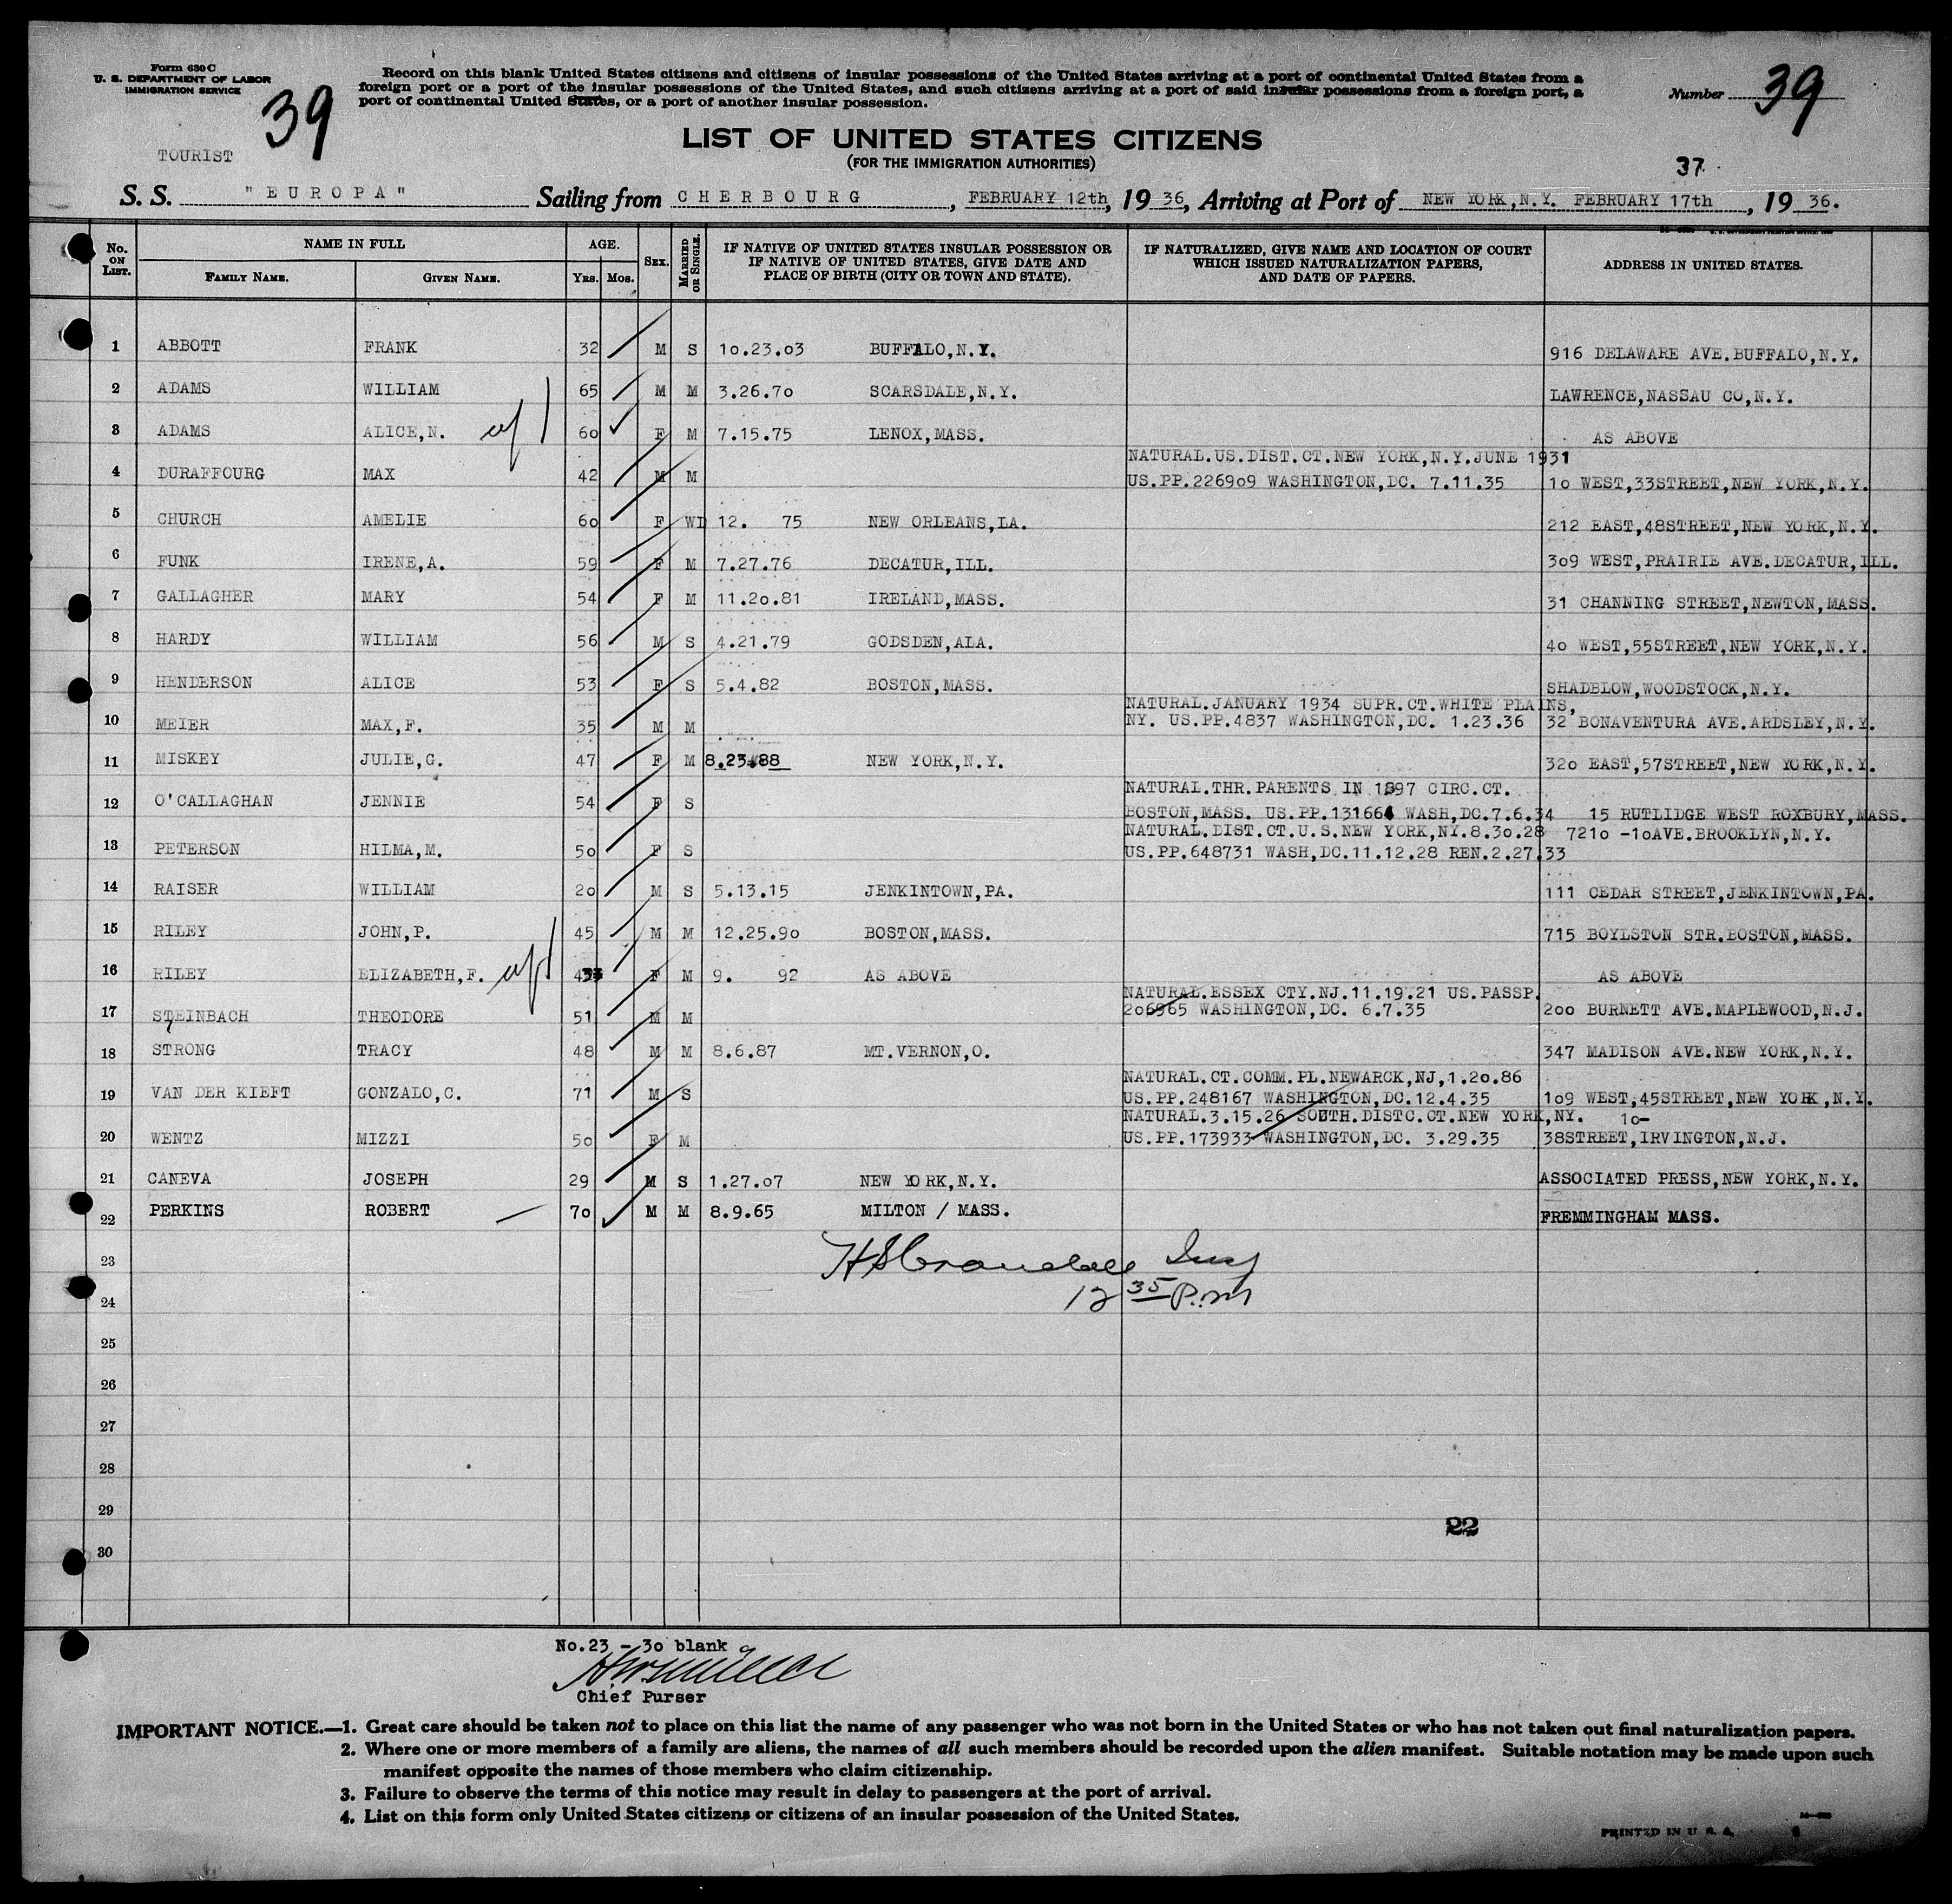 Form 630 C
U. S. DEPARTMENT OF LABOR
IMMIGRATION SERVICE
39
Record on this blank United States citizens and citizens of insular possessions of the United States arriving at a port of continental United States from a
foreign port or a port of the insular possessions of the United States, and such citizens arriving at a port of said insular possessions from a foreign port, a
port of continental United States, or a port of another insular possession.
Number 39
LIST OF UNITED STATES CITIZENS
(FOR THE IMMIGRATION AUTHORITIES)
TOURIST
37
S. S. "EUROPA" Sailing from CHERBOURG, FEBRUARY 12th, 19 36, Arriving at Port of NEW YORK,N.Y. FEBRUARY 17th, 19 36.
No. ON LIST. NAME IN FULL FAMILY NAME. GIVEN NAME. AGE. Yrs. Mos. SEX. MARRIED OR SINGLE. IF NATIVE OF UNITED STATES INSULAR POSSESSION OR IF NATIVE OF UNITED STATES, GIVE DATE AND PLACE OF BIRTH (CITY OR TOWN AND STATE). IF NATURALIZED, GIVE NAME AND LOCATION OF COURT WHICH ISSUED NATURALIZATION PAPERS, AND DATE OF PAPERS. ADDRESS IN UNITED STATES.
1 ABBOTT FRANK 32 M S 10.23.03 BUFFALO,N.Y. 916 DELAWARE AVE.BUFFALO,N.Y.
2 ADAMS WILLIAM 65 M M 3.26.70 SCARSDALE,N.Y. LAWRENCE,NASSAU CO,N.Y.
3 ADAMS ALICE,N. 60 F M 7.15.75 LENOX,MASS. AS ABOVE
4 DURAFFOURG MAX 42 M M NATURAL.US.DIST.CT.NEW YORK,N.Y.JUNE 1931
US.PP.226909 WASHINGTON,DC. 7.11.35 10 WEST,33STREET,NEW YORK,N.Y.
5 CHURCH AMELIE 60 F WD 12. 75 NEW ORLEANS,LA. 212 EAST,48STREET,NEW YORK,N.Y.
6 FUNK IRENE,A. 59 F M 7.27.76 DECATUR,ILL. 309 WEST,PRAIRIE AVE.DECATUR,ILL.
7 GALLAGHER MARY 54 F M 11.20.81 IRELAND,MASS. 31 CHANNING STREET,NEWTON,MASS.
8 HARDY WILLIAM 56 M S 4.21.79 GODSDEN,ALA. 40 WEST,55STREET,NEW YORK,N.Y.
9 HENDERSON ALICE 53 F S 5.4.82 BOSTON,MASS. SHADBLOW,WOODSTOCK,N.Y.
10 MEIER MAX,F. 35 M M NATURAL.JANUARY 1934 SUPR.CT.WHITE PLAINS,
NY. US.PP.4837 WASHINGTON,DC. 1.23.36 32 BONAVENTURA AVE.ARDSLEY,N.Y.
11 MISKEY JULIE,G. 47 F M 8.23.88 NEW YORK,N.Y. 320 EAST,57STREET,NEW YORK,N.Y.
12 O'CALLAGHAN JENNIE 54 F S NATURAL.THR.PARENTS IN 1897 CIRC.CT.
BOSTON,MASS. US.PP.131664 WASH,DC.7.6.34 15 RUTLIDGE WEST ROXBURY,MASS.
13 PETERSON HILMA,M. 50 F S NATURAL.DIST.CT.U.S.NEW YORK,NY.8.30.28 7210 -10AVE.BROOKLYN,N.Y.
US.PP.648731 WASH,DC.11.12.28 REN.2.27.33
14 RAISER WILLIAM 20 M S 5.13.15 JENKINTOWN,PA. 111 CEDAR STREET,JENKINTOWN,PA.
15 RILEY JOHN,P. 45 M M 12.25.90 BOSTON,MASS. 715 BOYLSTON STR.BOSTON,MASS.
16 RILEY ELIZABETH,F. 43 F M 9. 92 AS ABOVE AS ABOVE
17 STEINBACH THEODORE 51 M M NATURAL.ESSEX CTY.NJ.11.19.21 US.PASSP.
206965 WASHINGTON,DC. 6.7.35 200 BURNETT AVE.MAPLEWOOD,N.J.
18 STRONG TRACY 48 M M 8.6.87 MT.VERNON,O. 347 MADISON AVE.NEW YORK,N.Y.
19 VAN DER KIEFT GONZALO,C. 71 M S NATURAL.CT.COMM.PL.NEWARCK,NJ,1.20.86
US.PP.248167 WASHINGTON,DC.12.4.35 109 WEST,45STREET,NEW YORK,N.Y.
20 WENTZ MIZZI 50 F M NATURAL.3.15.26 SOUTH.DISTC.CT.NEW YORK,NY. 10-
US.PP.173933 WASHINGTON,DC. 3.29.35 38STREET,IRVINGTON,N.J.
21 CANEVA JOSEPH 29 M S 1.27.07 NEW YORK,N.Y. ASSOCIATED PRESS,NEW YORK,N.Y.
22 PERKINS ROBERT 70 M M 8.9.65 MILTON / MASS. FREMMINGHAM MASS.
23
24 12 35 P.M
25
26
27
28
29 22
30
No.23 - 30 blank
Chief Purser
IMPORTANT NOTICE.—1. Great care should be taken not to place on this list the name of any passenger who was not born in the United States or who has not taken out final naturalization papers.
2. Where one or more members of a family are aliens, the names of all such members should be recorded upon the alien manifest. Suitable notation may be made upon such
manifest opposite the names of those members who claim citizenship.
3. Failure to observe the terms of this notice may result in delay to passengers at the port of arrival.
4. List on this form only United States citizens or citizens of an insular possession of the United States.
PRINTED IN U. S. A.